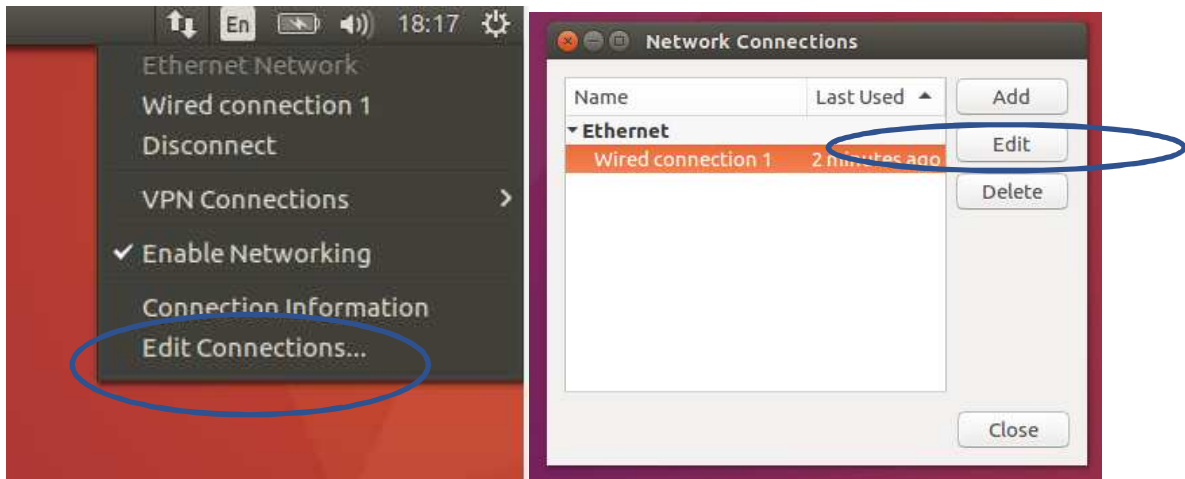 En 18:17
Ethernet Network
Wired connection 1
Disconnect
VPN Connections
Enable Networking
Connection Information
Edit Connections...
Network Connections
Name Last Used
Add
Ethernet
Edit
Wired connection 1 2 minutes ago
Delete
Close